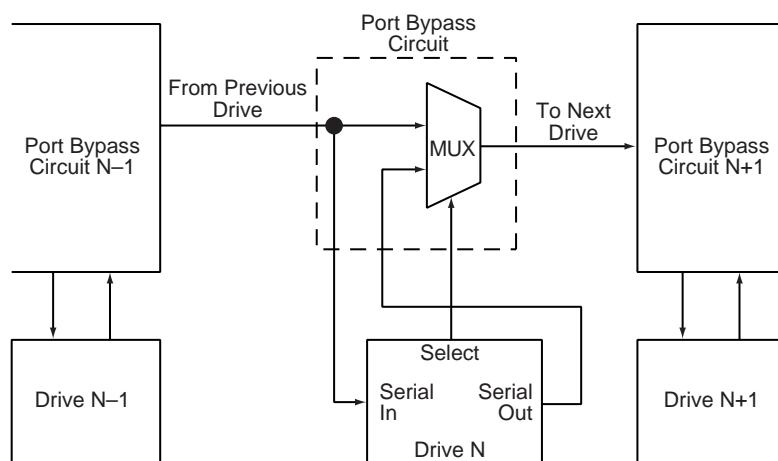 Port Bypass
Circuit
From Previous
Drive
To Next
Drive
Port Bypass
Circuit N–1
MUX
Port Bypass
Circuit N+1
Select
Drive N–1
Serial
In
Serial
Out
Drive N
Drive N+1